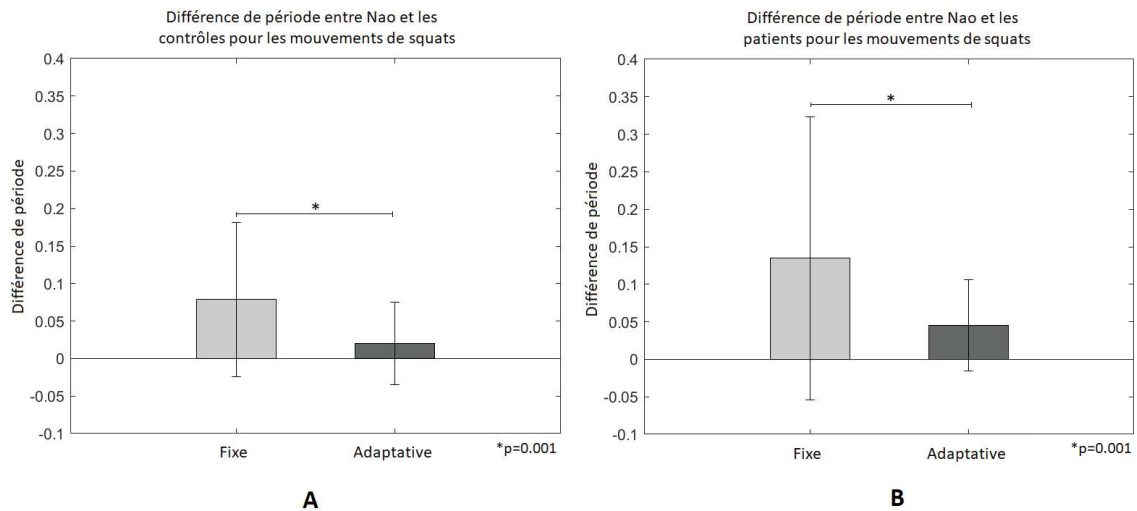 Différence de période entre Nao et les
contrôles pour les mouvements de squats
0.4
0.35
0.3
0.25
0.2
0.15
0.1
0.05
0
-0.05
-0.1
Différence de période
*
Fixe
Adaptative
*p=0.001
A
Différence de période entre Nao et les
patients pour les mouvements de squats
0.4
0.35
0.3
0.25
0.2
0.15
0.1
0.05
0
-0.05
-0.1
Différence de période
*
Fixe
Adaptative
*p=0.001
B